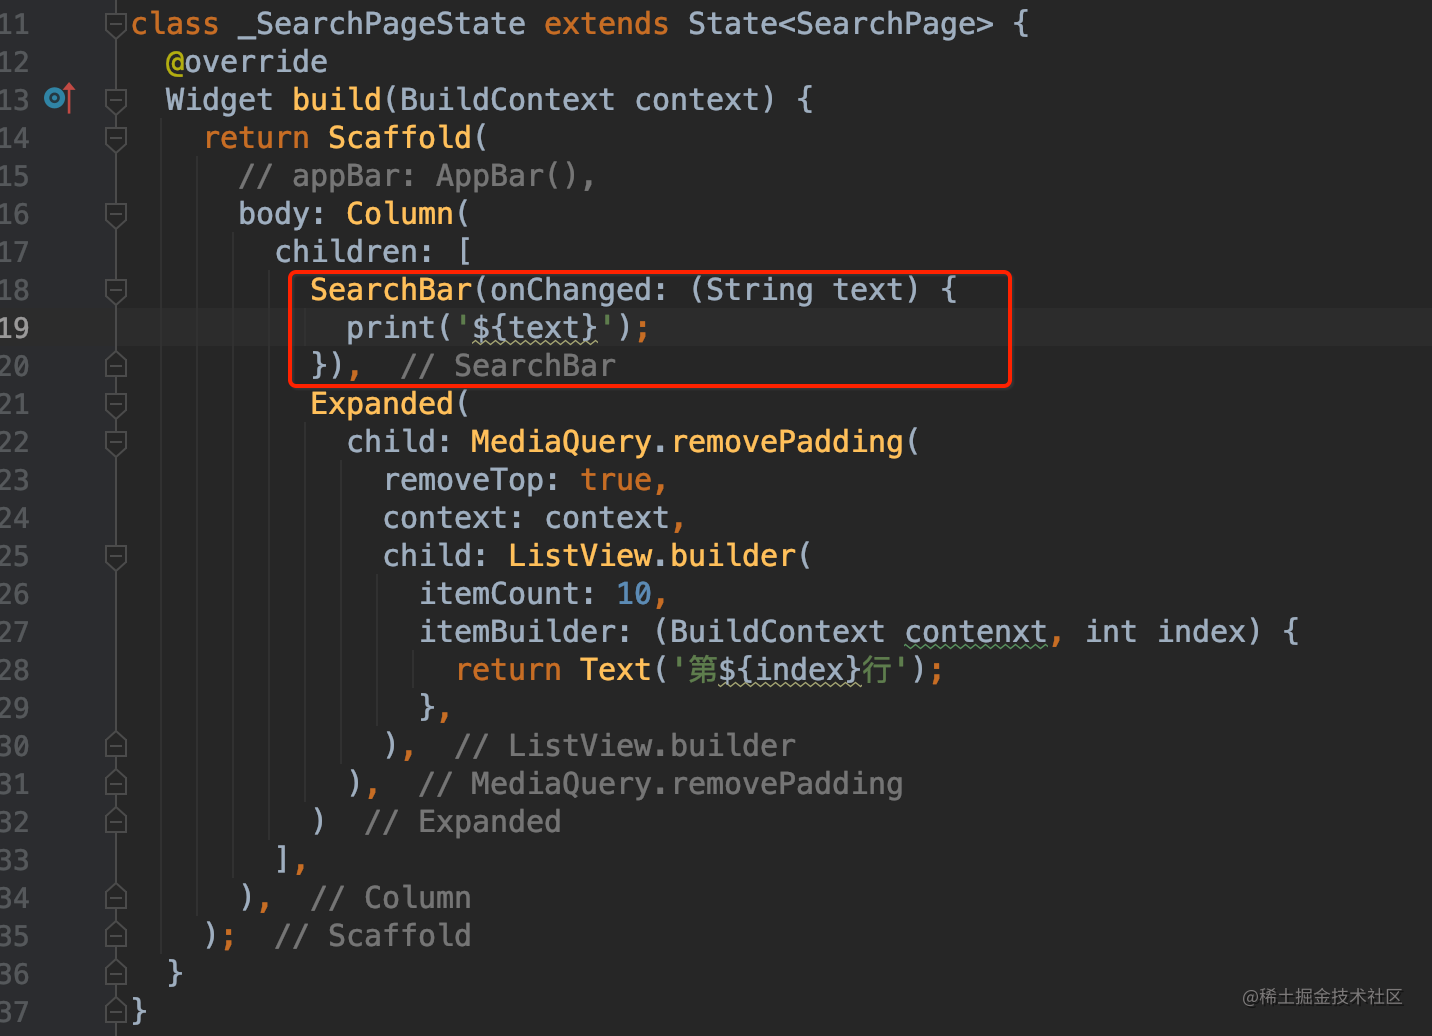 11 class _SearchPageState extends State<SearchPage> {
12   @override
13   Widget build(BuildContext context) {
14     return Scaffold(
15       // appBar: AppBar(),
16       body: Column(
17         children: [
18           SearchBar(onChanged: (String text) {
19             print('${text}');
20           }),  // SearchBar
21           Expanded(
22             child: MediaQuery.removePadding(
23               removeTop: true,
24               context: context,
25               child: ListView.builder(
26                 itemCount: 10,
27                 itemBuilder: (BuildContext contenxt, int index) {
28                   return Text('第${index}行');
29                 },
30               ),  // ListView.builder
31             ),  // MediaQuery.removePadding
32           )  // Expanded
33         ],
34       ),  // Column
35     );  // Scaffold
36   }
37 }
@稀土掘金技术社区